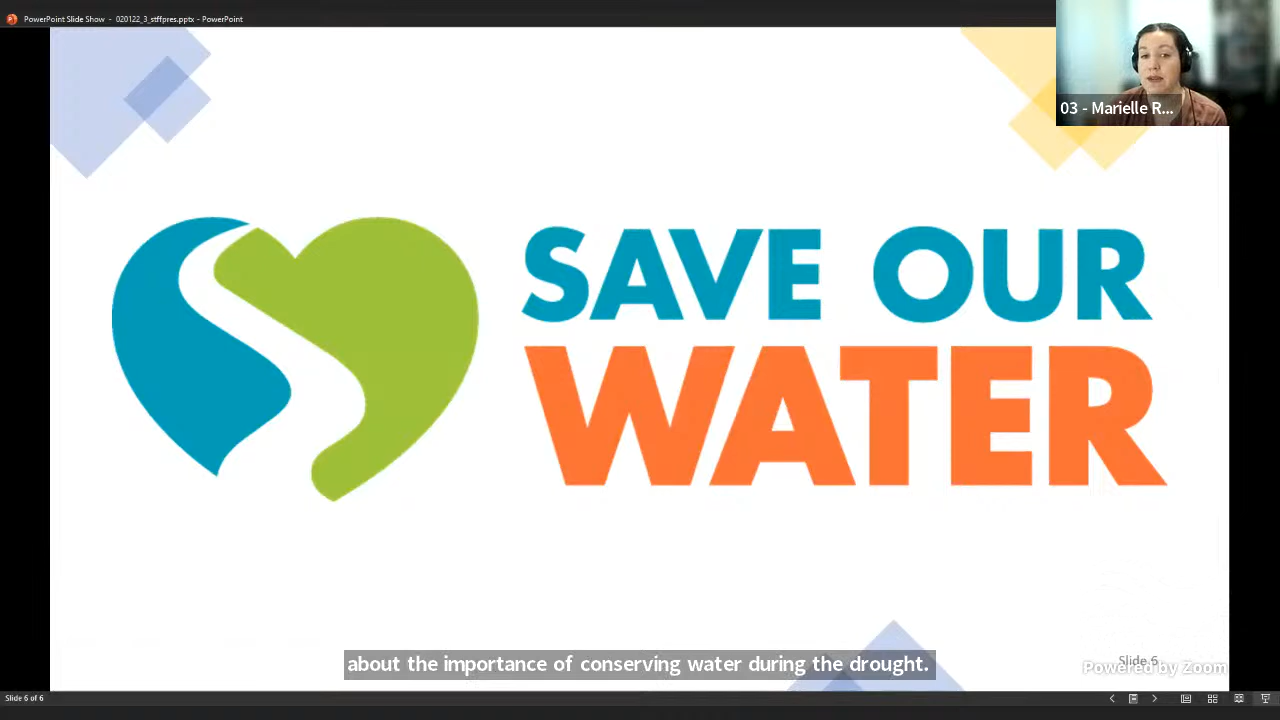 PowerPoint Slide Show - 020122_3_stffpres.pptx - PowerPoint
03 - Marielle R...
SAVE OUR
WATER
about the importance of conserving water during the drought.
Slide 6
Powered by Zoom
Slide 6 of 6